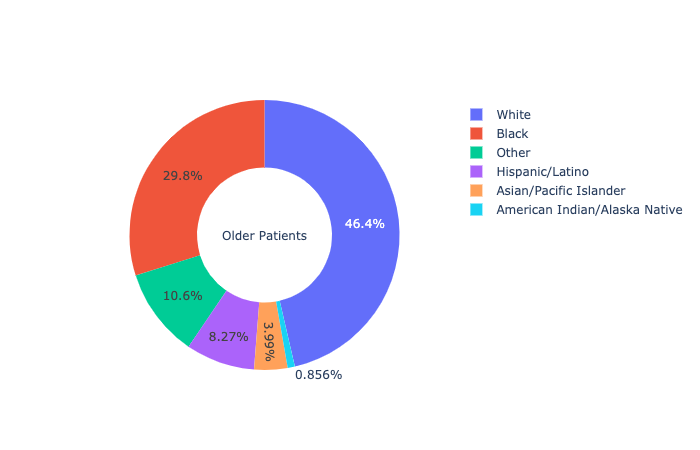 White
Black
Other
Hispanic/Latino
Asian/Pacific Islander
American Indian/Alaska Native
29.8%
46.4%
Older Patients
10.6%
8.27%
3.99%
0.856%